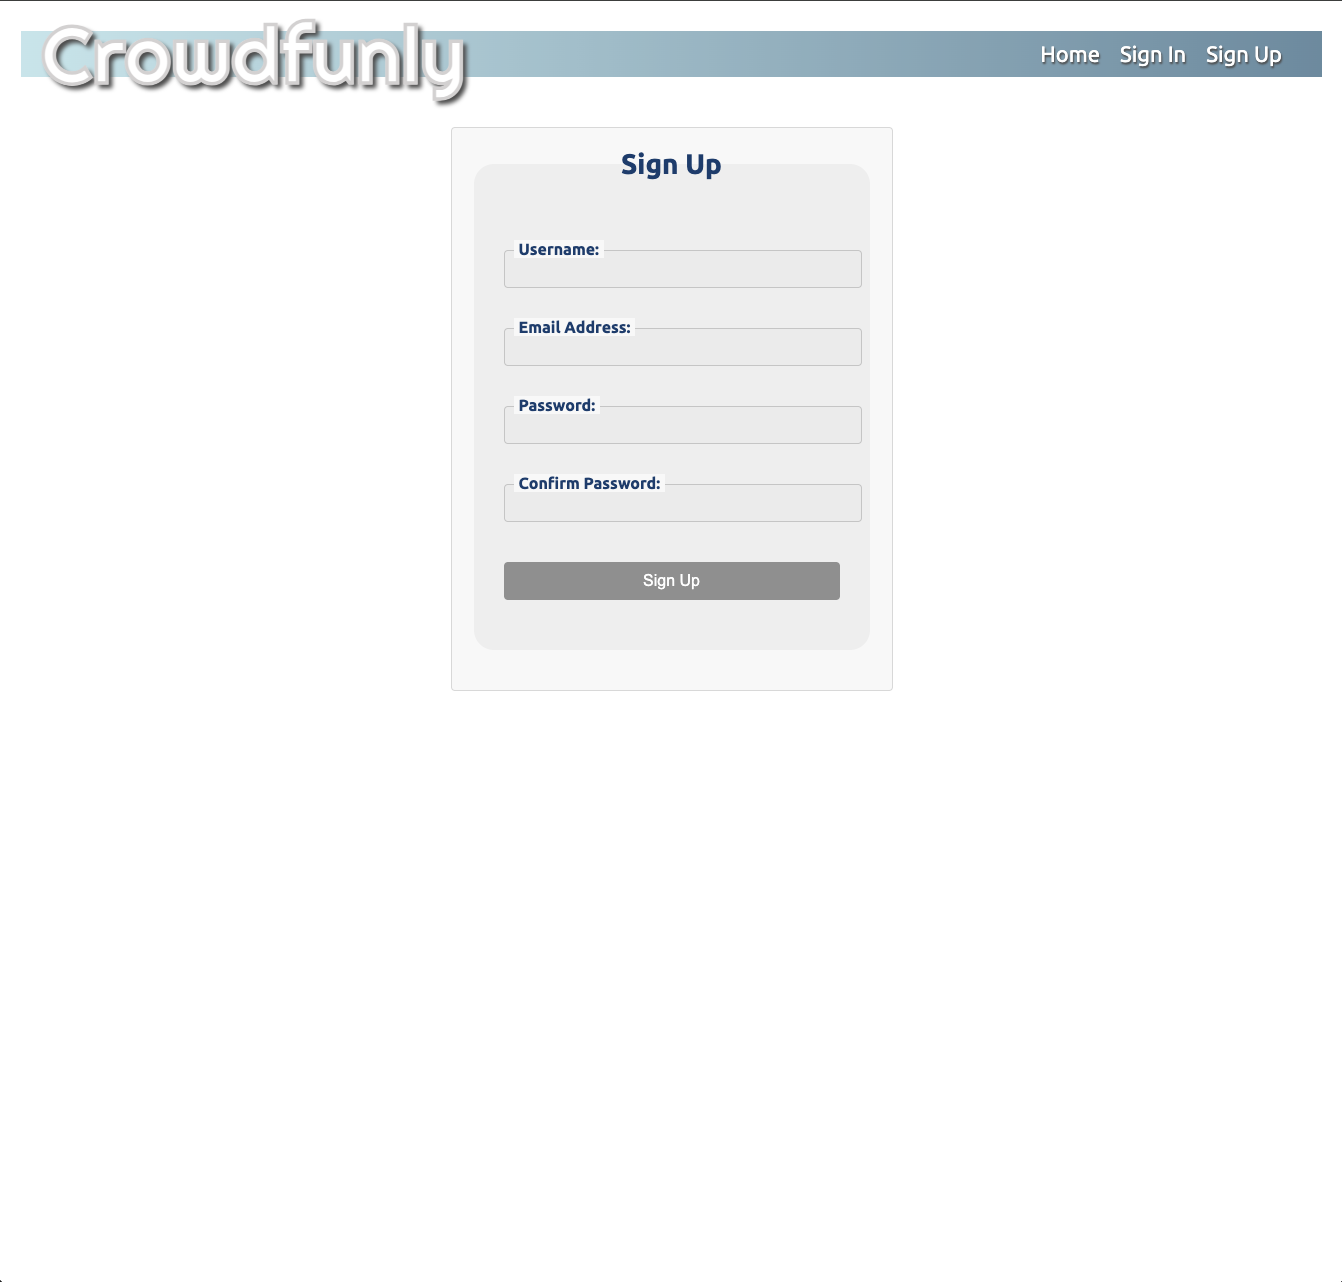 Crowdfunly
Home Sign In Sign Up
Sign Up
Username:
Email Address:
Password:
Confirm Password:
Sign Up